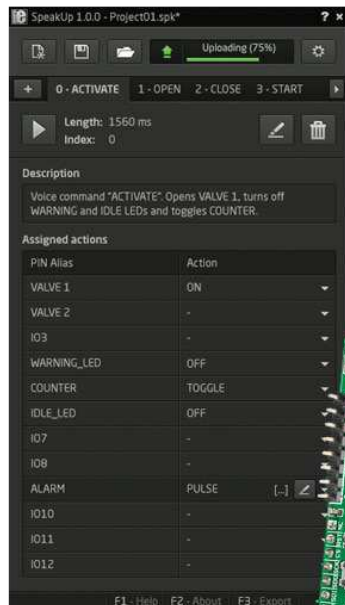 SpeakUp 1.0.0 - Project01.spk*
? ×
Uploading (75%)
+ 0 - ACTIVATE 1 - OPEN 2 - CLOSE 3 - START
Length: 1560 ms
Index: 0
Description
Voice command "ACTIVATE". Opens VALVE 1, turns off
WARNING and IDLE LEDs and toggles COUNTER.
Assigned actions
PIN Alias Action
VALVE 1 ON
VALVE 2 -
IO3 -
WARNING_LED OFF
COUNTER TOGGLE
IDLE_LED OFF
IO7 -
IO8 -
ALARM PULSE [...]
IO10 -
IO11 -
IO12 -
F1 - Help F2 - About F3 - Export